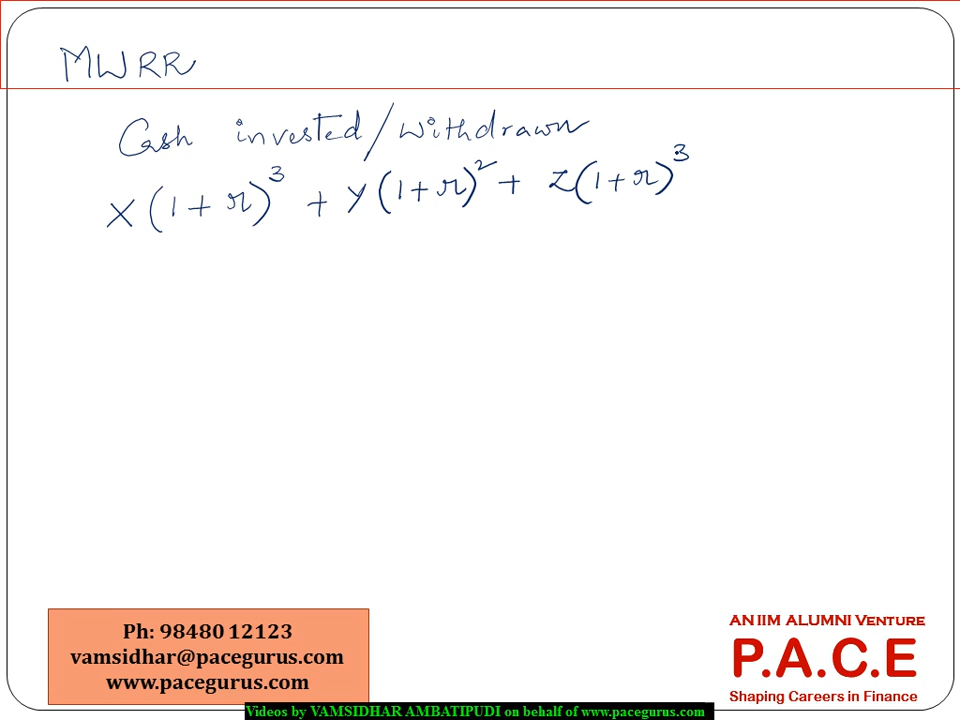 MWRR
Cash invested/withdrawn
X(1+r)³ + Y(1+r)² + Z(1+r)³
Ph: 98480 12123
vamsidhar@pacegurus.com
www.pacegurus.com
AN IIM ALUMNI VENTURE
P.A.C.E
Shaping Careers in Finance
Videos by VAMSIDHAR AMBATIPUDI on behalf of www.pacegurus.com